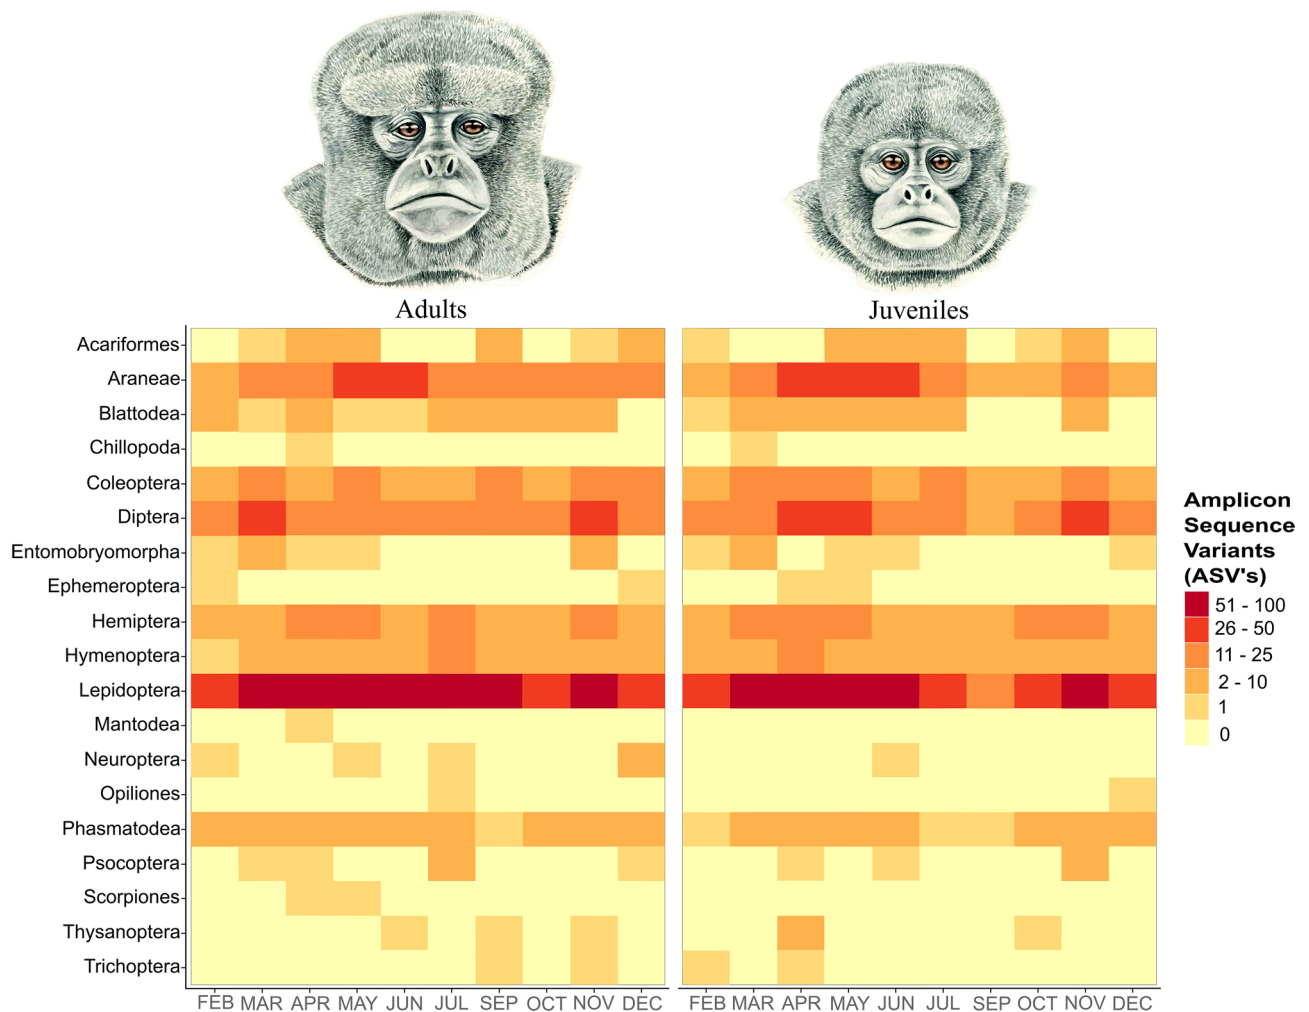 Adults
Juveniles
Acariformes
Araneae
Blattodea
Chillopoda
Coleoptera
Diptera
Entomobryomorpha
Ephemeroptera
Hemiptera
Hymenoptera
Lepidoptera
Mantodea
Neuroptera
Opiliones
Phasmatodea
Psocoptera
Scorpiones
Thysanoptera
Trichoptera
FEB MAR APR MAY JUN JUL SEP OCT NOV DEC
FEB MAR APR MAY JUN JUL SEP OCT NOV DEC
Amplicon
Sequence
Variants
(ASV's)
51 - 100
26 - 50
11 - 25
2 - 10
1
0